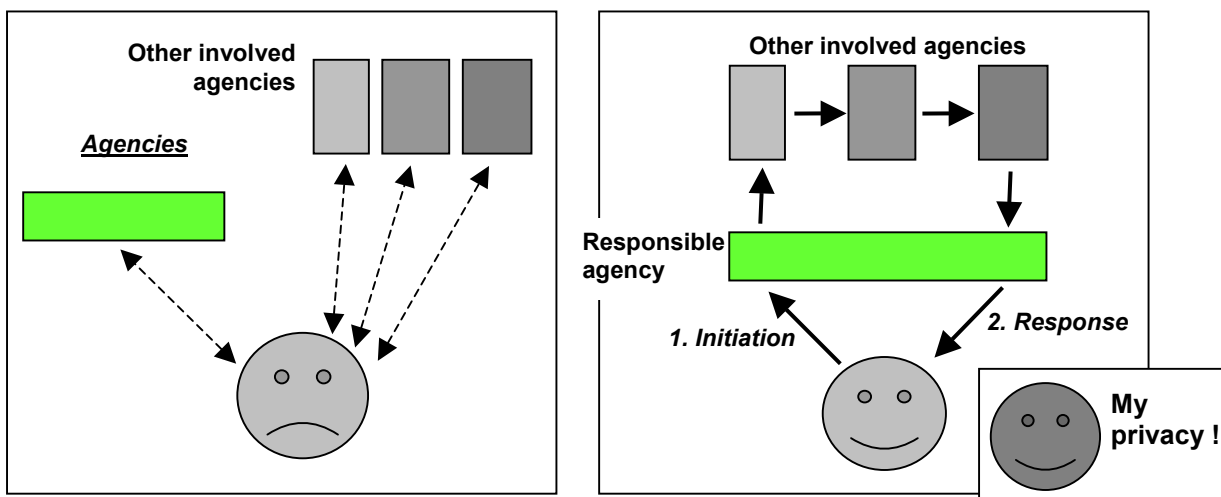 Other involved
agencies
Agencies
Other involved agencies
Responsible
agency
1. Initiation
2. Response
My
privacy !